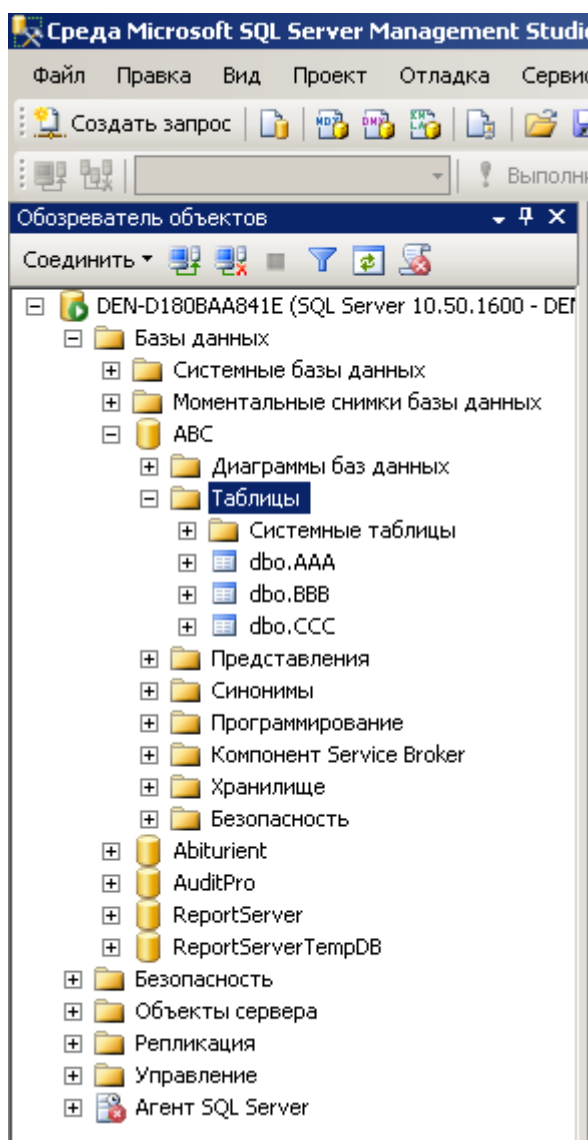 Среда Microsoft SQL Server Management Studi
Файл Правка Вид Проект Отладка Сервис
Создать запрос
Выполн
Обозреватель объектов
Соединить
DEN-D180BAA841E (SQL Server 10.50.1600 - DEN
Базы данных
Системные базы данных
Моментальные снимки базы данных
ABC
Диаграммы баз данных
Таблицы
Системные таблицы
dbo.AAA
dbo.BBB
dbo.CCC
Представления
Синонимы
Программирование
Компонент Service Broker
Хранилище
Безопасность
Abiturient
AuditPro
ReportServer
ReportServerTempDB
Безопасность
Объекты сервера
Репликация
Управление
Агент SQL Server